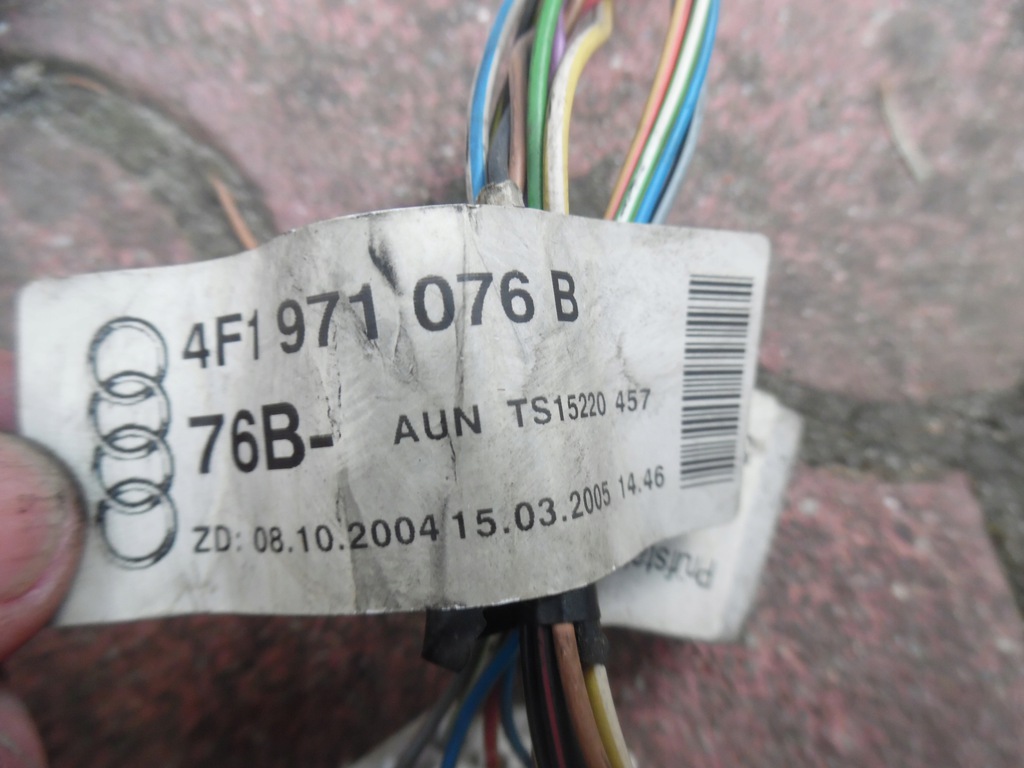 4F1 971 076 B
76B- AUN TS15220 457
ZD: 08.10.2004 15.03.2005 14.46